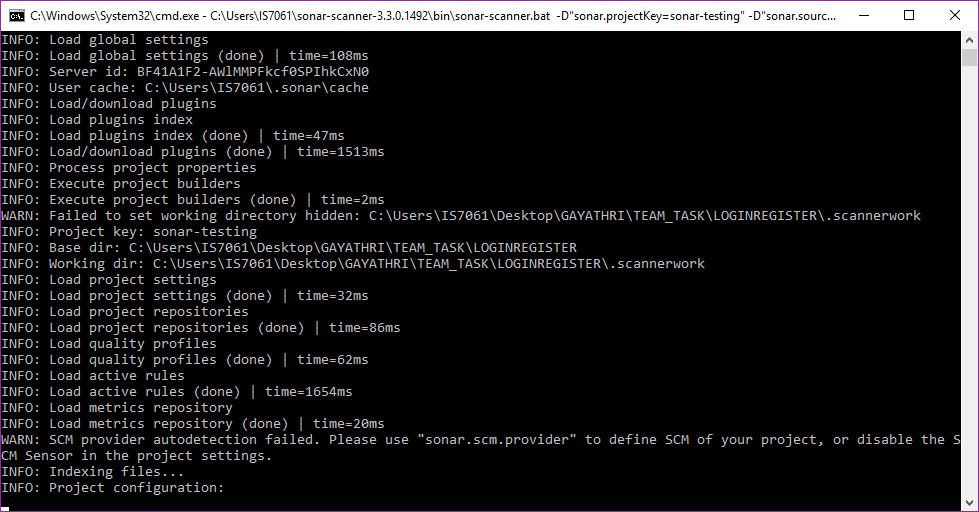 C:\Windows\System32\cmd.exe - C:\Users\IS7061\sonar-scanner-3.3.0.1492\bin\sonar-scanner.bat -D"sonar.projectKey=sonar-testing" -D"sonar.sourc...
INFO: Load global settings
INFO: Load global settings (done) | time=108ms
INFO: Server id: BF41A1F2-AWlMMPFkcf0SPIhkCxN0
INFO: User cache: C:\Users\IS7061\.sonar\cache
INFO: Load/download plugins
INFO: Load plugins index
INFO: Load plugins index (done) | time=47ms
INFO: Load/download plugins (done) | time=1513ms
INFO: Process project properties
INFO: Execute project builders
INFO: Execute project builders (done) | time=2ms
WARN: Failed to set working directory hidden: C:\Users\IS7061\Desktop\GAYATHRI\TEAM_TASK\LOGINREGISTER\.scannerwork
INFO: Project key: sonar-testing
INFO: Base dir: C:\Users\IS7061\Desktop\GAYATHRI\TEAM_TASK\LOGINREGISTER
INFO: Working dir: C:\Users\IS7061\Desktop\GAYATHRI\TEAM_TASK\LOGINREGISTER\.scannerwork
INFO: Load project settings
INFO: Load project settings (done) | time=32ms
INFO: Load project repositories
INFO: Load project repositories (done) | time=86ms
INFO: Load quality profiles
INFO: Load quality profiles (done) | time=62ms
INFO: Load active rules
INFO: Load active rules (done) | time=1654ms
INFO: Load metrics repository
INFO: Load metrics repository (done) | time=20ms
WARN: SCM provider autodetection failed. Please use "sonar.scm.provider" to define SCM of your project, or disable the S
CM Sensor in the project settings.
INFO: Indexing files...
INFO: Project configuration: